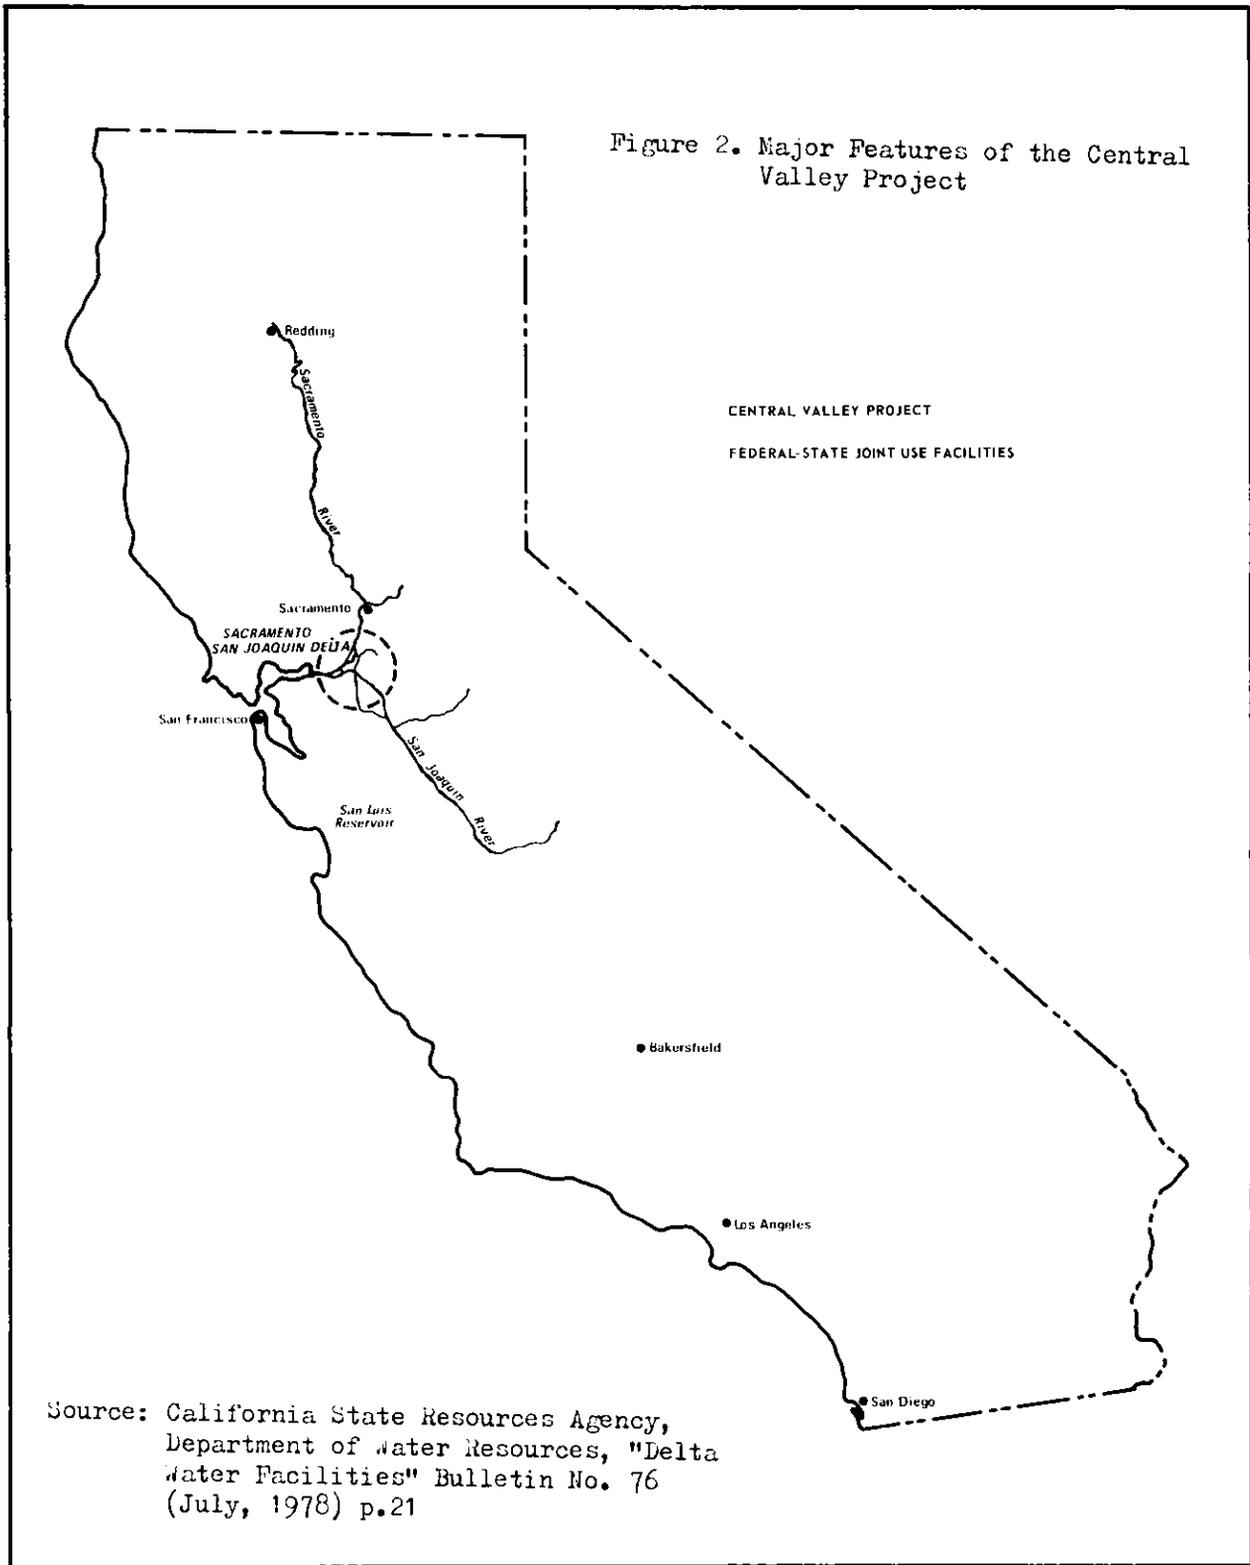 Figure 2. Major Features of the Central
Valley Project
Redding
Sacramento
River
CENTRAL VALLEY PROJECT
FEDERAL-STATE JOINT USE FACILITIES
Sacramento
SACRAMENTO
SAN JOAQUIN DELTA
San Francisco
San Joaquin
River
San Luis
Reservoir
Bakersfield
Los Angeles
San Diego
Source: California State Resources Agency,
Department of Water Resources, "Delta
Water Facilities" Bulletin No. 76
(July, 1978) p.21